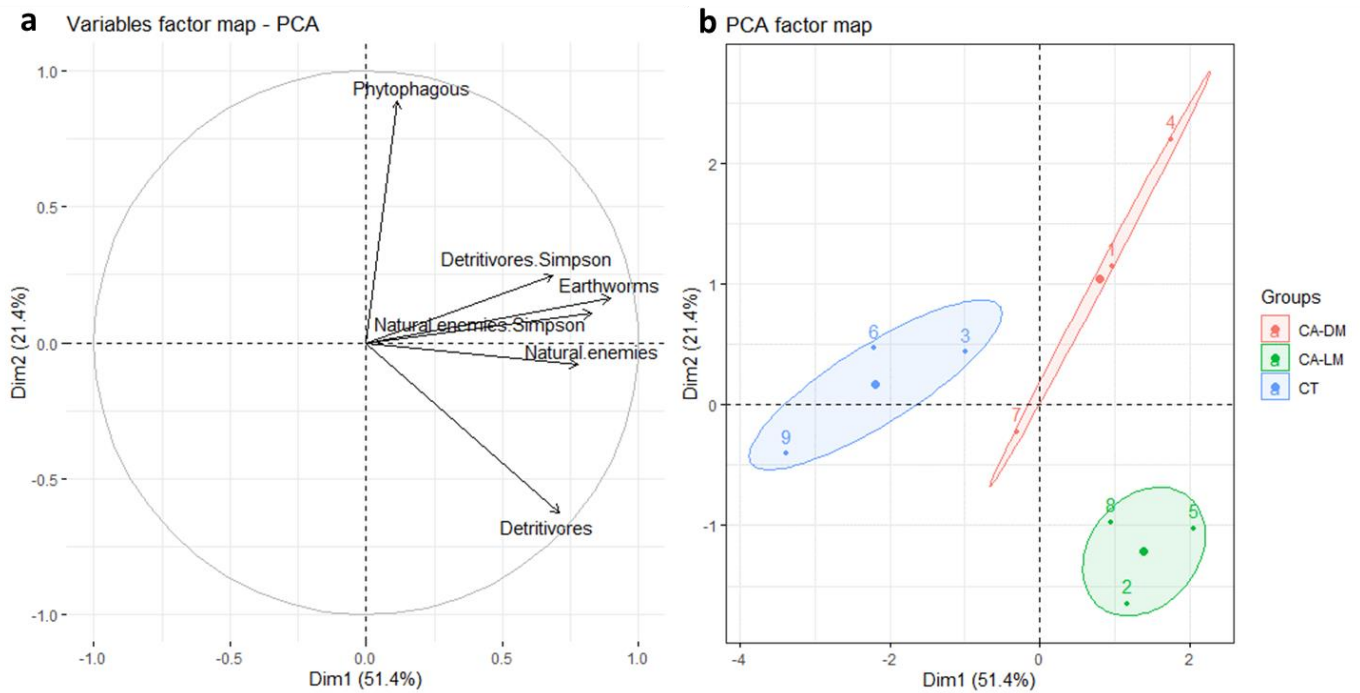 a
Variables factor map - PCA
1.0
0.5
0.0
-0.5
-1.0
Dim2 (21.4%)
Phytophagous
Detritivores.Simpson
Earthworms
Natural.enemies.Simpson
Natural.enemies
Detritivores
-1.0 -0.5 0.0 0.5 1.0
Dim1 (51.4%)
b
PCA factor map
2
1
0
-1
Dim2 (21.4%)
4
1
6 3
7
9
8 5
2
-4 -2 0 2
Dim1 (51.4%)
Groups
a CA-DM
a CA-LM
a CT